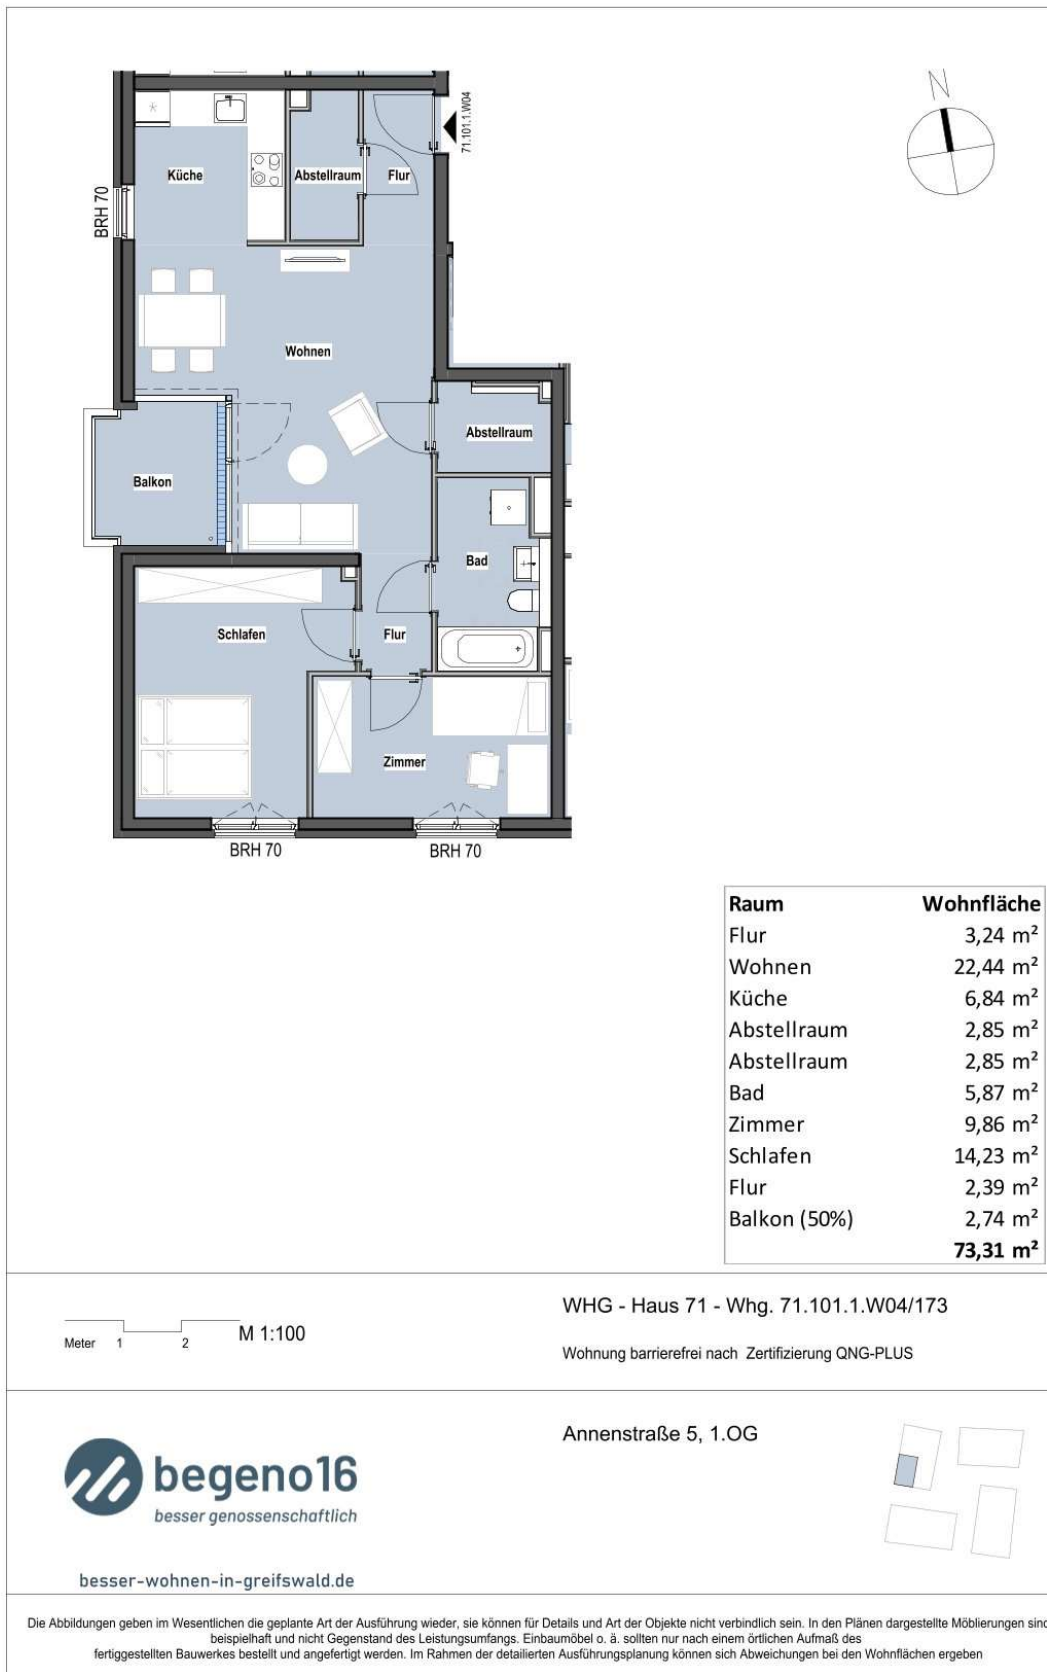 N
71.101.1.W04
Küche
Abstellraum
Flur
BRH 70
Wohnen
Abstellraum
Balkon
Bad
Schlafen
Flur
Zimmer
BRH 70
BRH 70
Raum Wohnfläche
Flur 3,24 m²
Wohnen 22,44 m²
Küche 6,84 m²
Abstellraum 2,85 m²
Abstellraum 2,85 m²
Bad 5,87 m²
Zimmer 9,86 m²
Schlafen 14,23 m²
Flur 2,39 m²
Balkon (50%) 2,74 m²
73,31 m²
Meter 1 2 M 1:100
WHG - Haus 71 - Whg. 71.101.1.W04/173
Wohnung barrierefrei nach Zertifizierung QNG-PLUS
begeno16
besser genossenschaftlich
besser-wohnen-in-greifswald.de
Annenstraße 5, 1.OG
Die Abbildungen geben im Wesentlichen die geplante Art der Ausführung wieder, sie können für Details und Art der Objekte nicht verbindlich sein. In den Plänen dargestellte Möblierungen sind
beispielhaft und nicht Gegenstand des Leistungsumfangs. Einbaumöbel o. ä. sollten nur nach einem örtlichen Aufmaß des
fertiggestellten Bauwerkes bestellt und angefertigt werden. Im Rahmen der detailierten Ausführungsplanung können sich Abweichungen bei den Wohnflächen ergeben